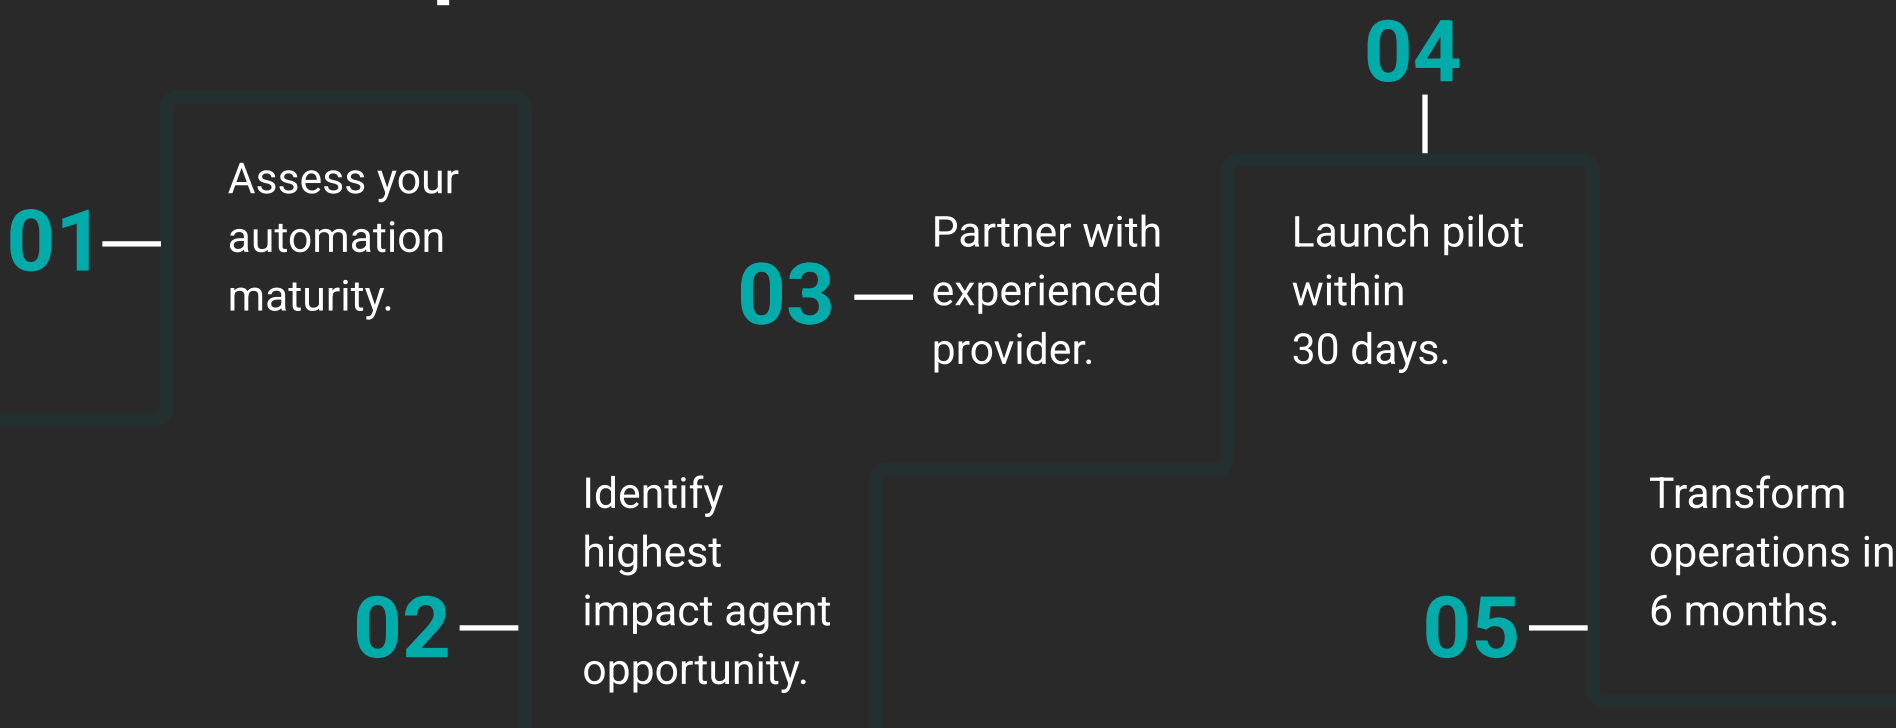 01
Assess your
automation
maturity.
02
Identify
highest
impact agent
opportunity.
03
Partner with
experienced
provider.
04
Launch pilot
within
30 days.
05
Transform
operations in
6 months.